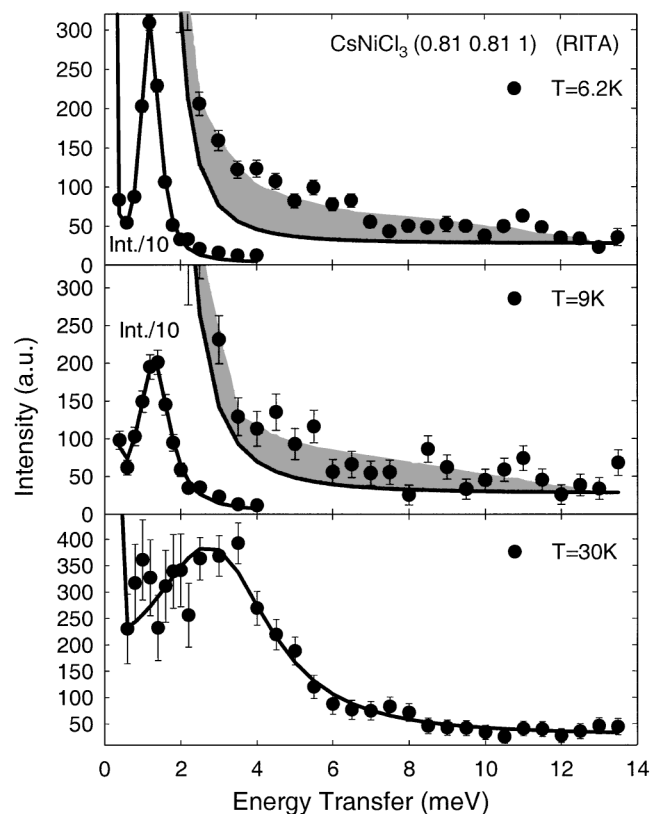 CsNiCl3 (0.81 0.81 1) (RITA)
T=6.2K
300
250
200
150
100
50
0
Int./10
T=9K
Int./10
300
250
200
150
100
50
0
Intensity (a.u.)
T=30K
400
350
300
250
200
150
100
50
0 2 4 6 8 10 12 14
Energy Transfer (meV)